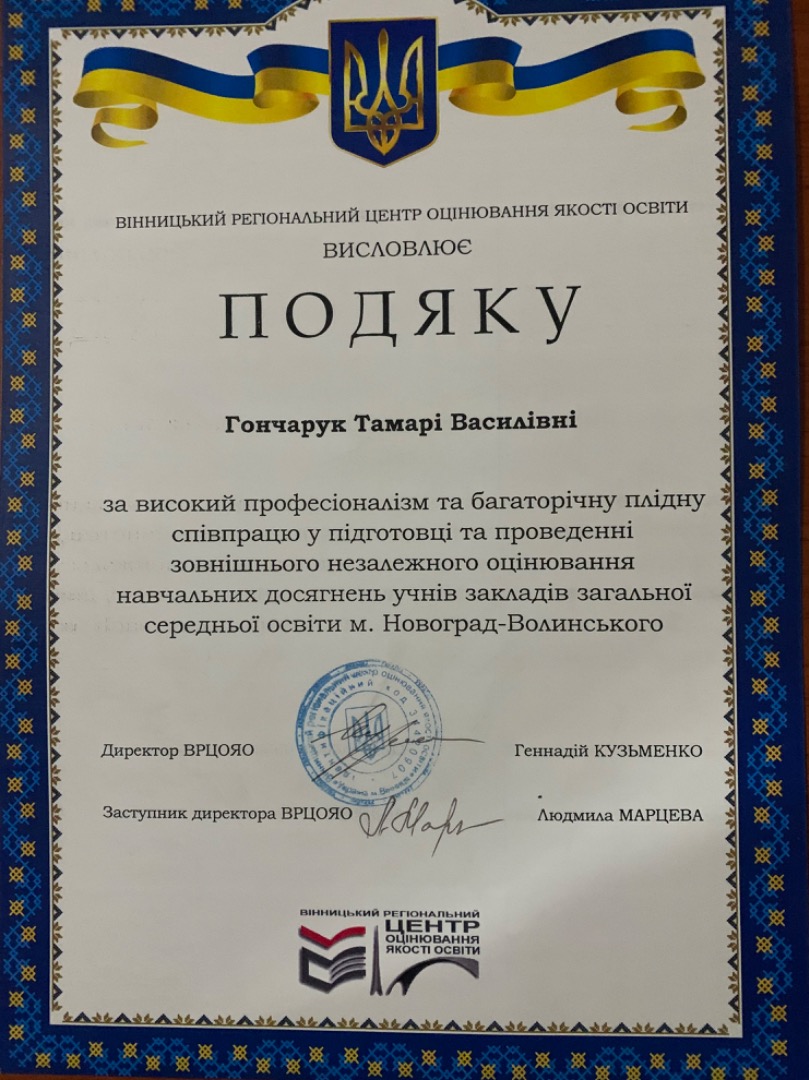 ВІННИЦЬКИЙ РЕГІОНАЛЬНИЙ ЦЕНТР ОЦІНЮВАННЯ ЯКОСТІ ОСВІТИ
ВИСЛОВЛЮЄ
ПОДЯКУ
Гончарук Тамарі Василівні
за високий професіоналізм та багаторічну плідну
співпрацю у підготовці та проведенні
зовнішнього незалежного оцінювання
навчальних досягнень учнів закладів загальної
середньої освіти м. Новоград-Волинського
Директор ВРЦОЯО Геннадій КУЗЬМЕНКО
Заступник директора ВРЦОЯО Людмила МАРЦЕВА
ВІННИЦЬКИЙ РЕГІОНАЛЬНИЙ
ЦЕНТР
ОЦІНЮВАННЯ
ЯКОСТІ ОСВІТИ